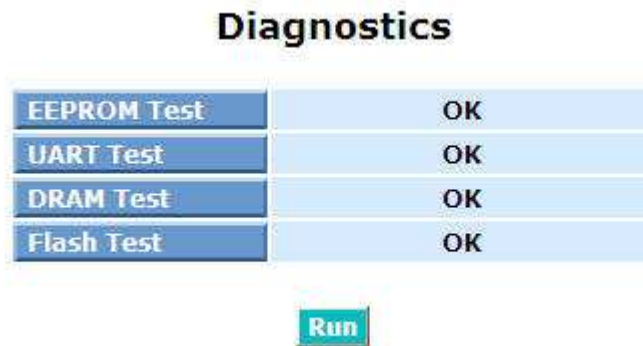 Diagnostics
EEPROM Test OK
UART Test OK
DRAM Test OK
Flash Test OK
Run